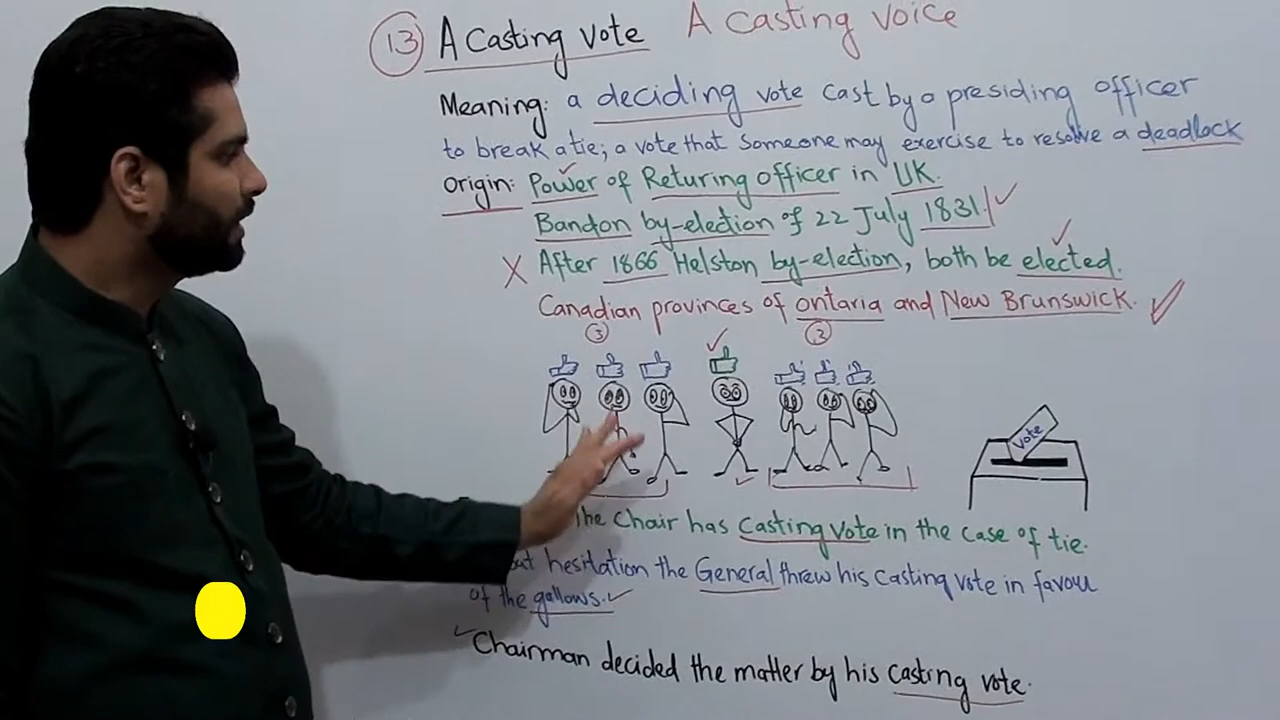 13 A Casting Vote A Casting Voice
Meaning: a deciding vote cast by a presiding officer
to break a tie; a vote that someone may exercise to resolve a deadlock
Origin: Power of Returing officer in UK.
Bandon by-election of 22 July 1831.
X After 1866 Helston by-election, both be elected.
Canadian provinces of ontaria and New Brunswick.
3 3
vote
The Chair has Casting vote in the case of tie.
hesitation the General threw his Casting vote in favou
of the gallows.
Chairman decided the matter by his casting vote.